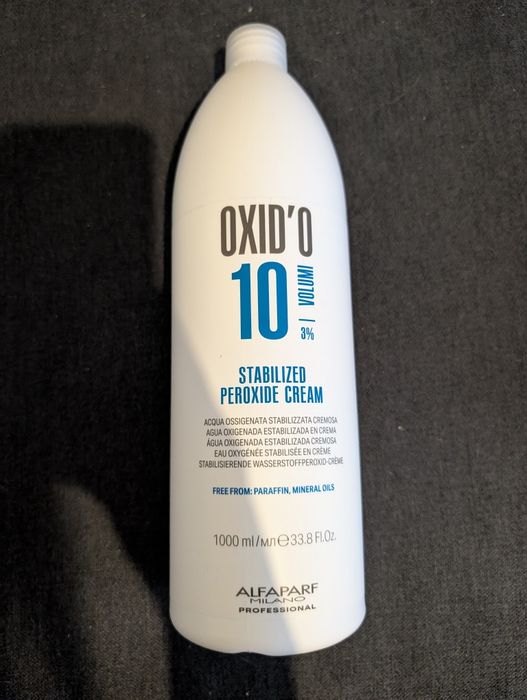 OXID'O
10 VOLUMI
3%
STABILIZED
PEROXIDE CREAM
ACQUA OSSIGENATA STABILIZZATA CREMOSA
AGUA OXIGENADA ESTABILIZADA EN CREMA
ÁGUA OXIGENADA ESTABILIZADA CREMOSA
EAU OXYGÉNÉE STABILISÉE EN CRÈME
STABILISIERENDE WASSERSTOFFPEROXID-CRÈME
FREE FROM: PARAFFIN, MINERAL OILS
1000 ml/мл℮33.8 Fl.Oz.
ALFAPARF
MILANO
PROFESSIONAL